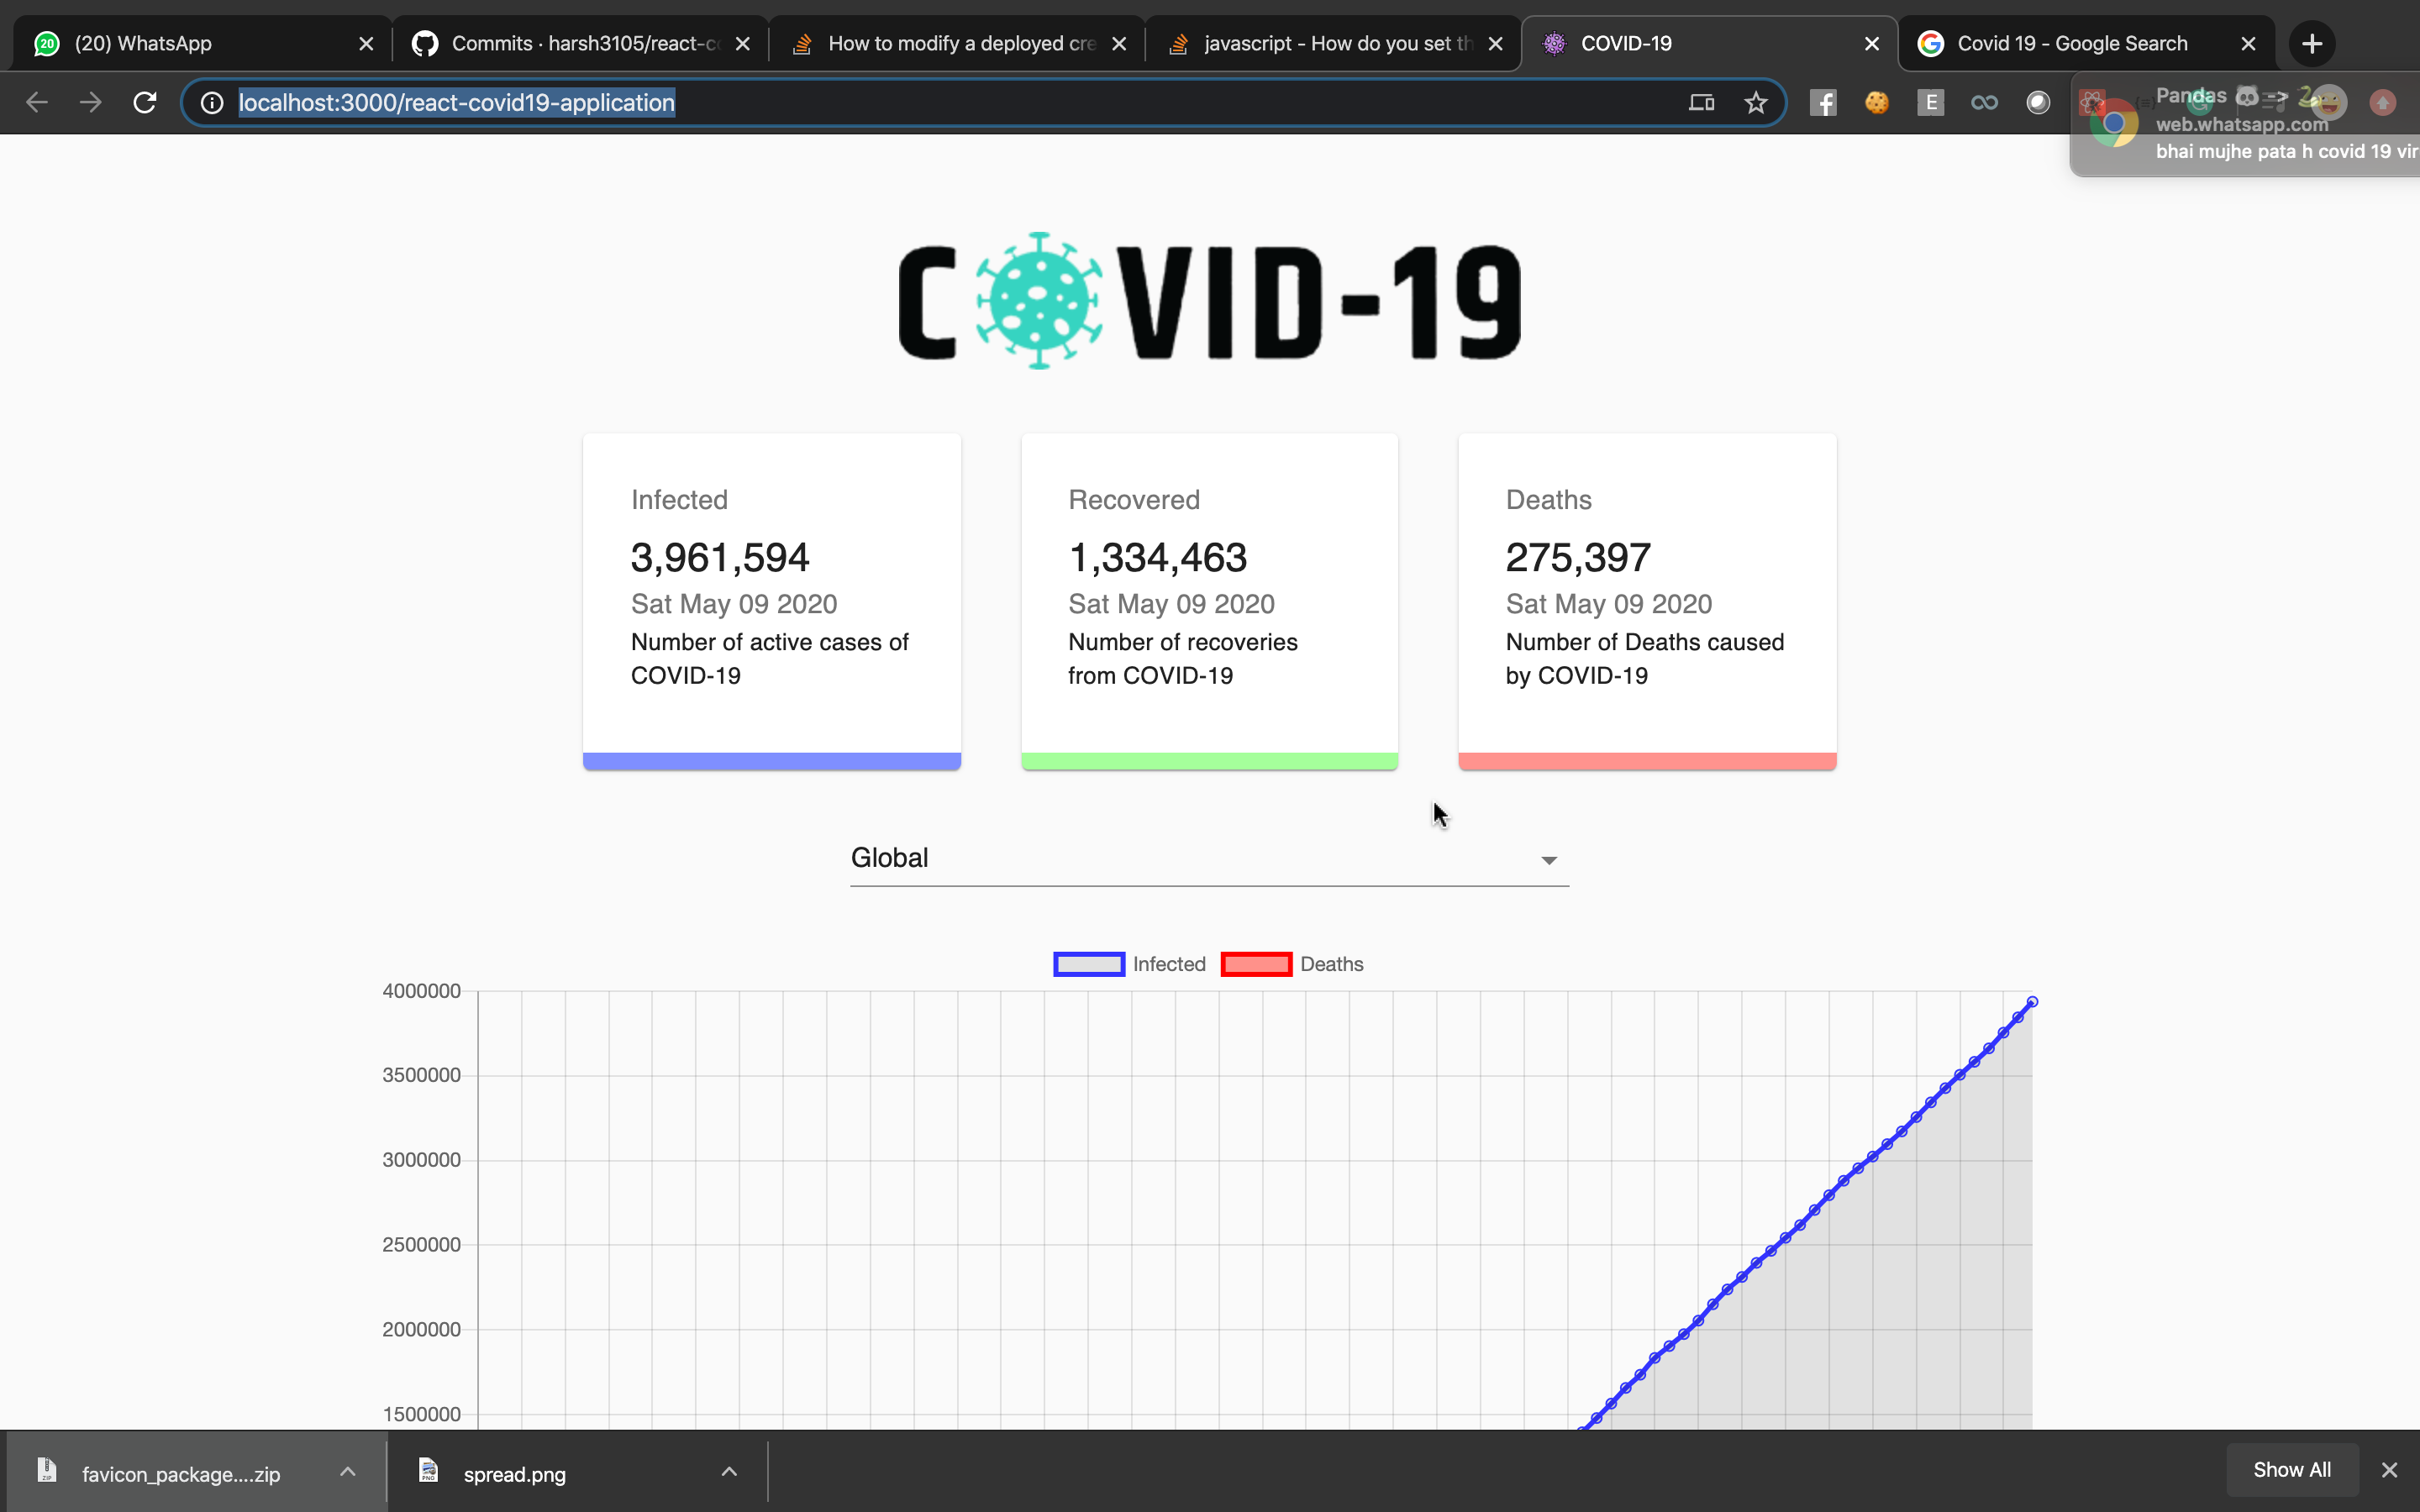 (20) WhatsApp
Commits · harsh3105/react-c
How to modify a deployed cre
javascript - How do you set th
COVID-19
Covid 19 - Google Search
localhost:3000/react-covid19-application
E
Pandas 🐼 -> 
web.whatsapp.com
bhai mujhe pata h covid 19 vir
COVID-19
Infected
3,961,594
Sat May 09 2020
Number of active cases of
COVID-19
Recovered
1,334,463
Sat May 09 2020
Number of recoveries
from COVID-19
Deaths
275,397
Sat May 09 2020
Number of Deaths caused
by COVID-19
Global
Infected
Deaths
4000000
3500000
3000000
2500000
2000000
1500000
favicon_package....zip
spread.png
Show All